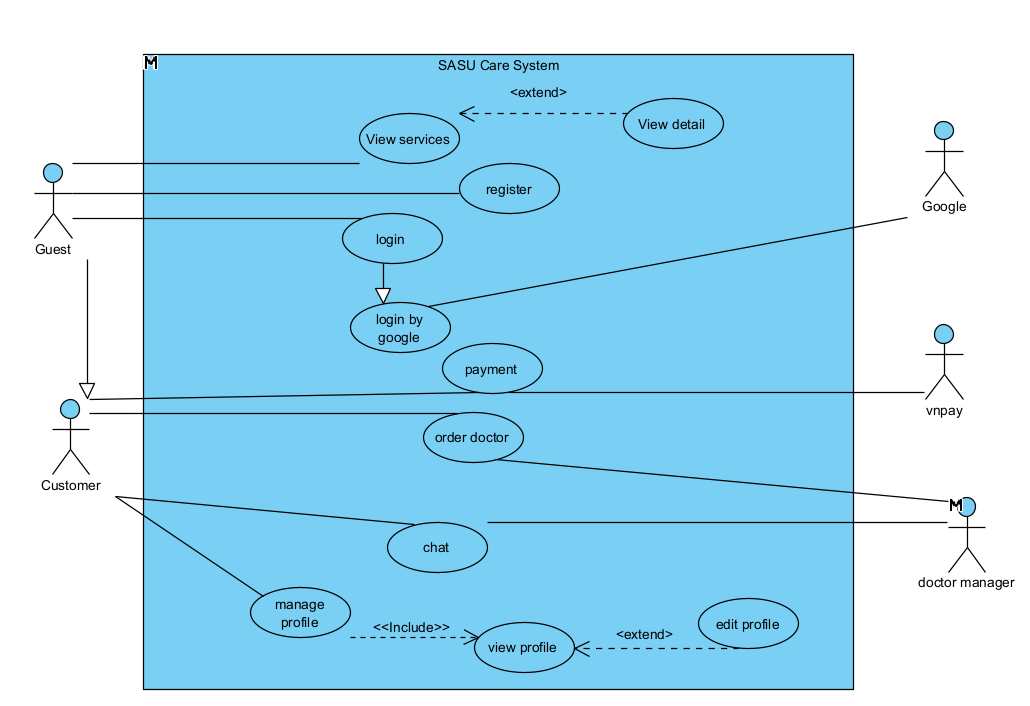 SASU Care System
<extend>
View services
View detail
register
Google
Guest
login
login by
google
payment
vnpay
order doctor
Customer
chat
doctor manager
manage
profile
<<Include>>
view profile
<extend>
edit profile